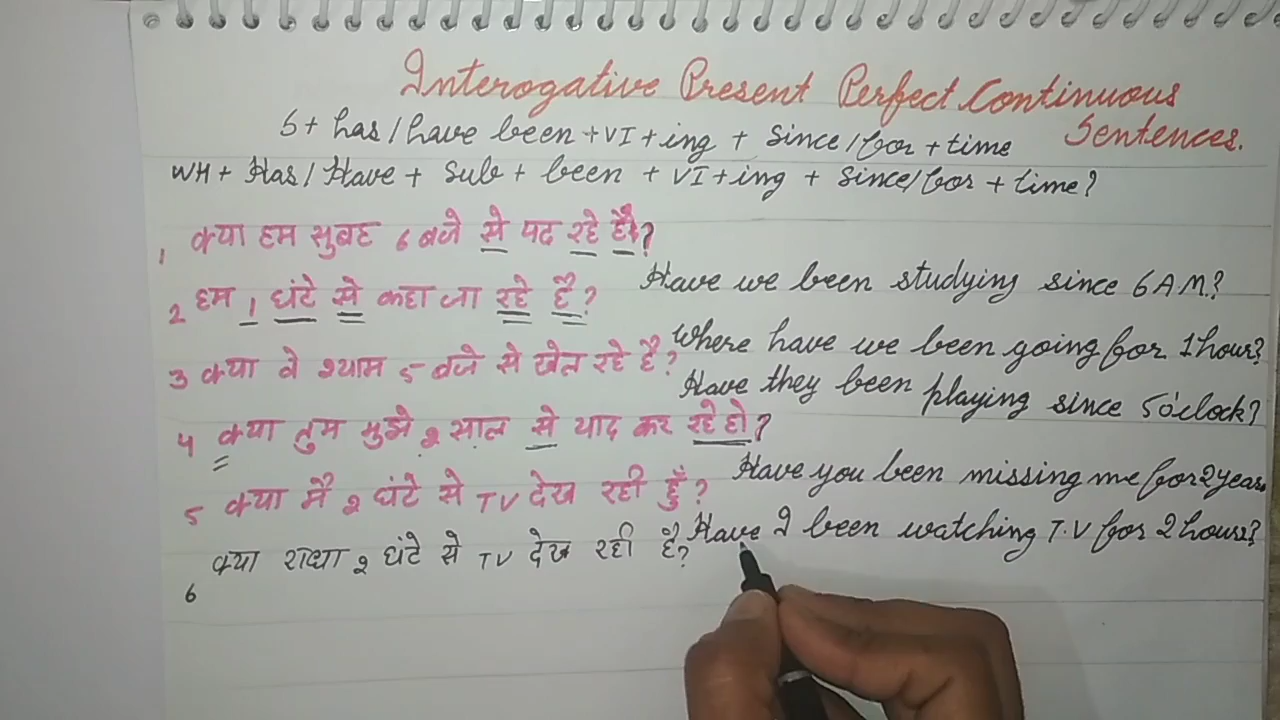 Interogative Present Perfect Continuous
Sentences.
S + has / have been + VI + ing + Since / for + time
WH + Has / Have + Sub + been + VI + ing + Since / for + time?
1 क्या हम सुबह 6 बजे से पढ रहे हैं?
Have we been studying since 6 A.M.?
2 हम 1 घंटे से कहा जा रहे है?
Where have we been going for 1 hour?
3 क्या वे श्याम 5 बजे से खेल रहे है?
Have they been playing since 5 o'clock?
4 क्या तुम मुझे २ साल से याद कर रहे हो?
Have you been missing me for 2 years
5 क्या मैं २ घंटे से TV देख रही हूँ?
Have I been watching T.V for 2 hours?
6 क्या राधा २ घंटे से TV देख रही है?